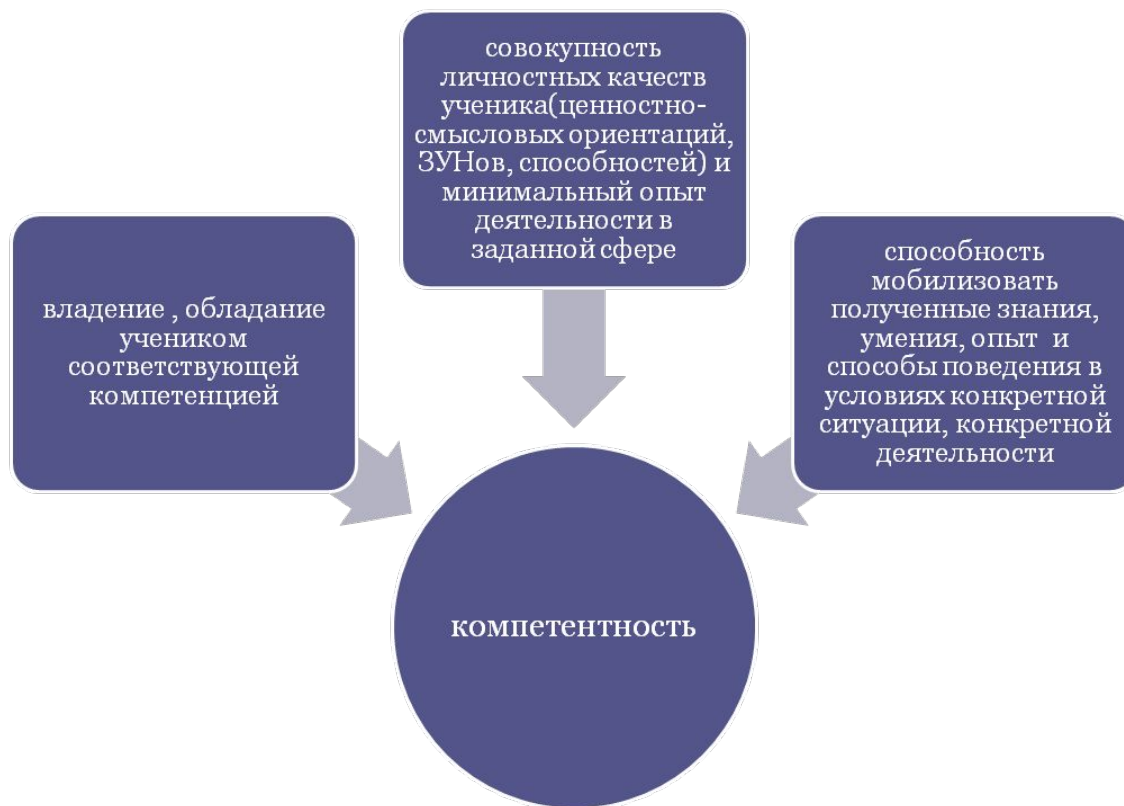 совокупность
личностных качеств
ученика(ценностно-
смысловых ориентаций,
ЗУНов, способностей) и
минимальный опыт
деятельности в
заданной сфере
владение , обладание
учеником
соответствующей
компетенцией
способность
мобилизовать
полученные знания,
умения, опыт и
способы поведения в
условиях конкретной
ситуации, конкретной
деятельности
компетентность